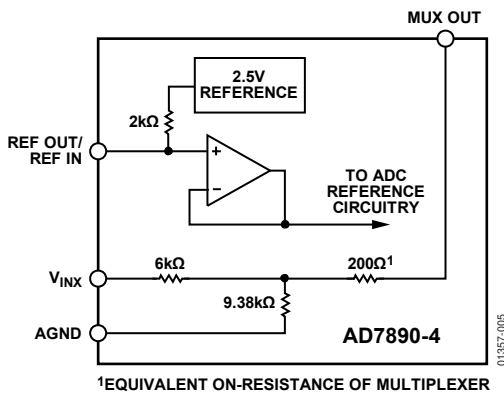 MUX OUT
2.5V
REFERENCE
2kΩ
REF OUT/
REF IN
+
–
TO ADC
REFERENCE
CIRCUITRY
VINX
6kΩ
200Ω¹
9.38kΩ
AGND
AD7890-4
01357-005
¹EQUIVALENT ON-RESISTANCE OF MULTIPLEXER